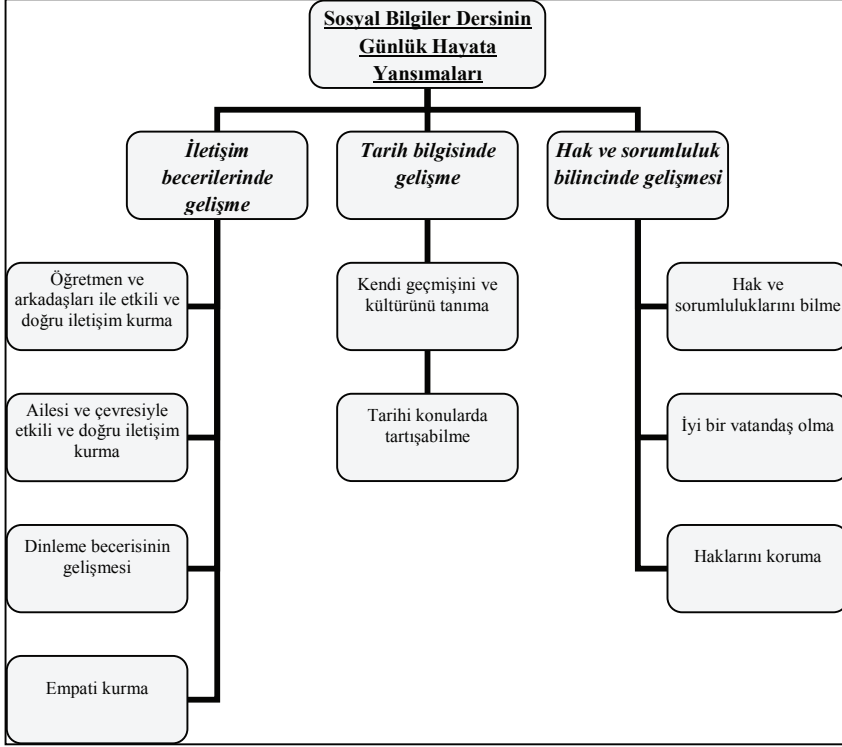 Sosyal Bilgiler Dersinin
Günlük Hayata
Yansımaları
İletişim
becerilerinde
gelişme
Tarih bilgisinde
gelişme
Hak ve sorumluluk
bilincinde gelişmesi
Öğretmen ve
arkadaşları ile etkili ve
doğru iletişim kurma
Kendi geçmişini ve
kültürünü tanıma
Hak ve
sorumluluklarını bilme
Ailesi ve çevresiyle
etkili ve doğru iletişim
kurma
Tarihi konularda
tartışabilme
İyi bir vatandaş olma
Dinleme becerisinin
gelişmesi
Haklarını koruma
Empati kurma